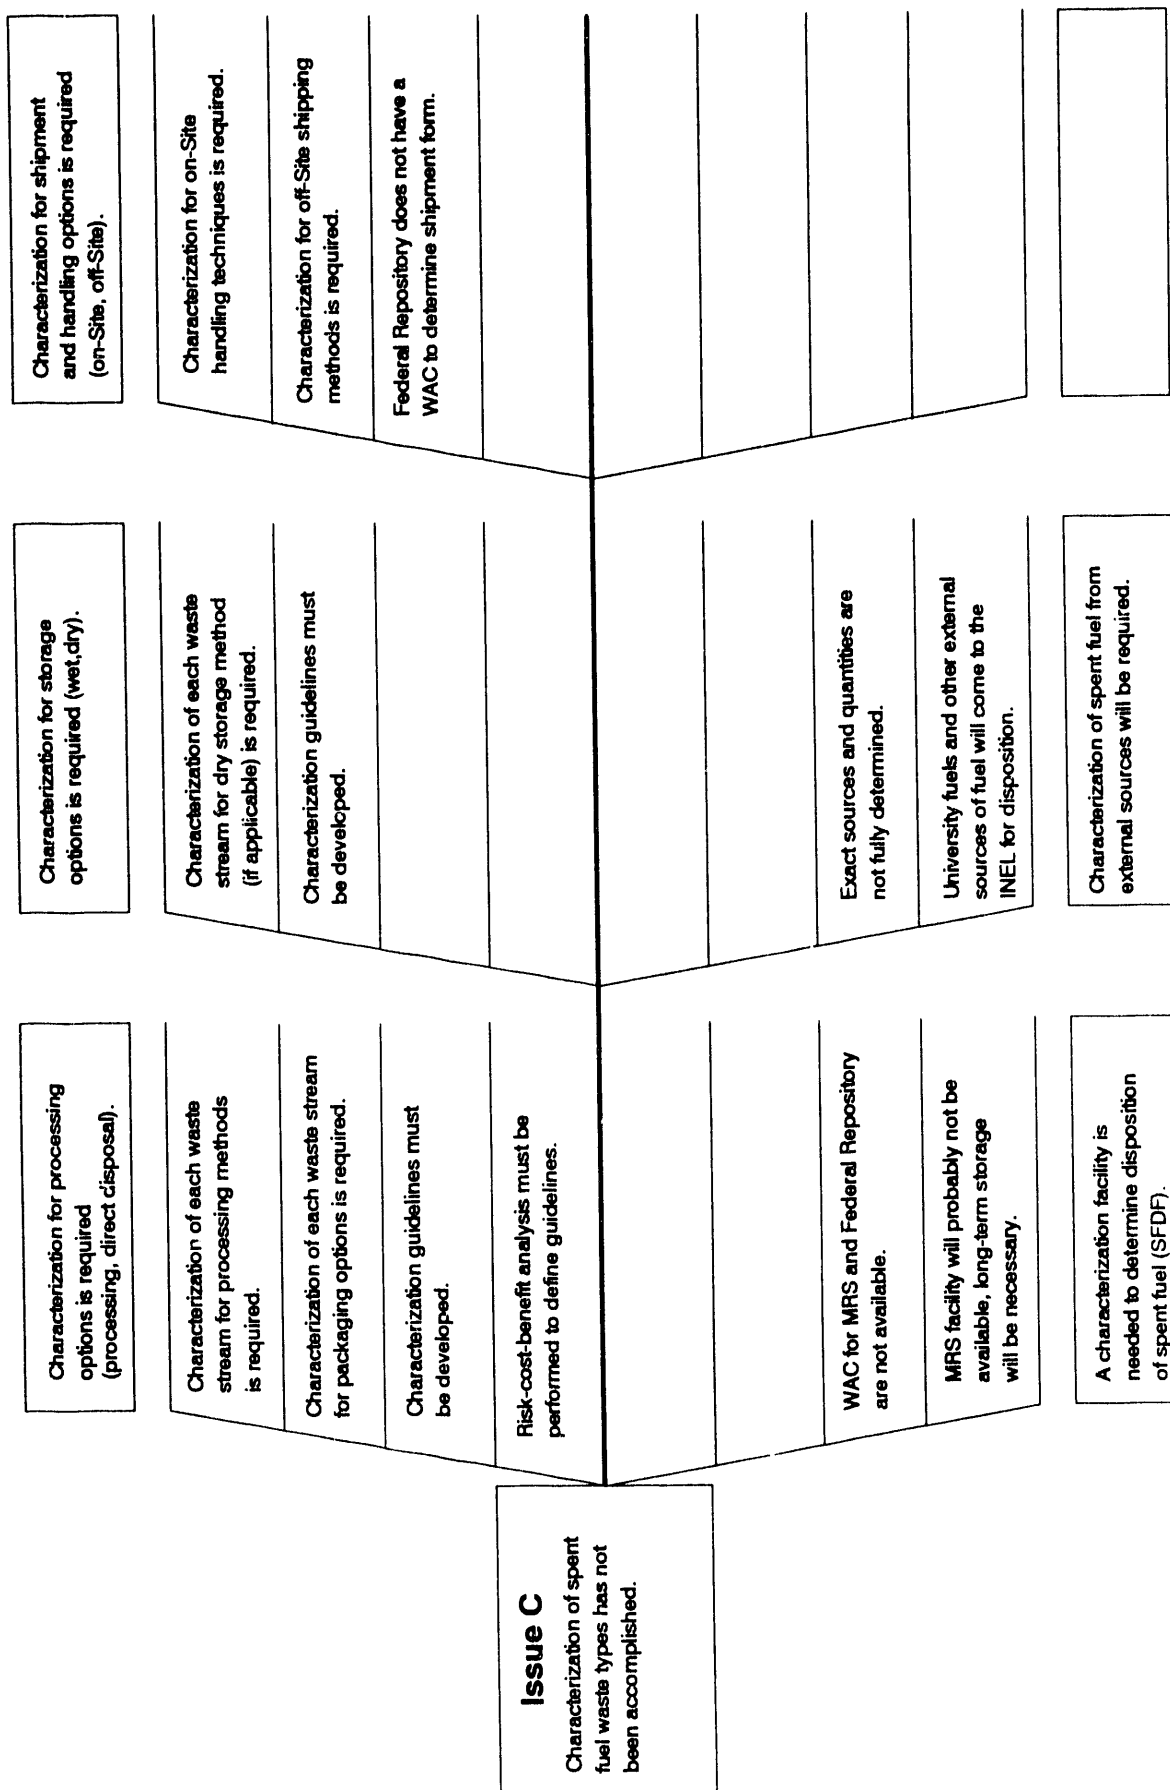 Issue C
Characterization of spent
fuel waste types has not
been accomplished.
Characterization for processing
options is required
(processing, direct disposal).
Characterization of each waste
stream for processing methods
is required.
Characterization of each waste stream
for packaging options is required.
Characterization guidelines must
be developed.
Risk-cost-benefit analysis must be
performed to define guidelines.
WAC for MRS and Federal Repository
are not available.
MRS facility will probably not be
available, long-term storage
will be necessary.
A characterization facility is
needed to determine disposition
of spent fuel (SFDF).
Characterization for storage
options is required (wet,dry).
Characterization of each waste
stream for dry storage method
(if applicable) is required.
Characterization guidelines must
be developed.
Exact sources and quantities are
not fully determined.
University fuels and other external
sources of fuel will come to the
INEL for disposition.
Characterization of spent fuel from
external sources will be required.
Characterization for shipment
and handling options is required
(on-Site, off-Site).
Characterization for on-Site
handling techniques is required.
Characterization for off-Site shipping
methods is required.
Federal Repository does not have a
WAC to determine shipment form.